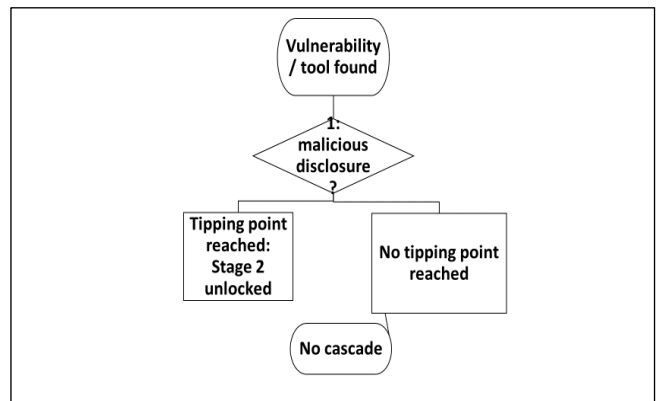 Vulnerability
/ tool found
1:
malicious
disclosure
?
Tipping point
reached:
Stage 2
unlocked
No tipping point
reached
No cascade